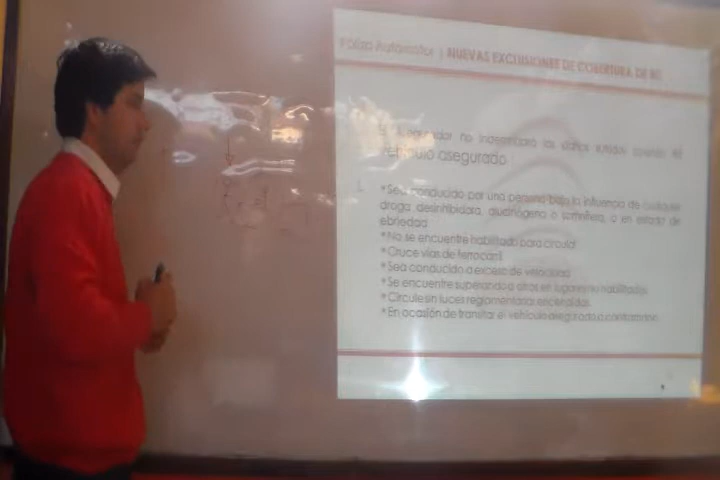 Póliza Automotor | NUEVAS EXCLUSIONES DE COBERTURA DE RC
El Asegurador no indemnizará los daños sufridos cuando el
vehículo asegurado
*Sea conducido por una persona bajo la influencia de cualquier
droga desinhibidora, alucinógena o somnífera, o en estado de
ebriedad
*No se encuentre habilitado para circular
*Cruce vías de ferrocarril
*Sea conducido a exceso de velocidad
*Se encuentre superando a otros en lugares no habilitados
*Circule sin luces reglamentarias encendidas.
*En ocasión de transitar el vehículo asegurado a contramano